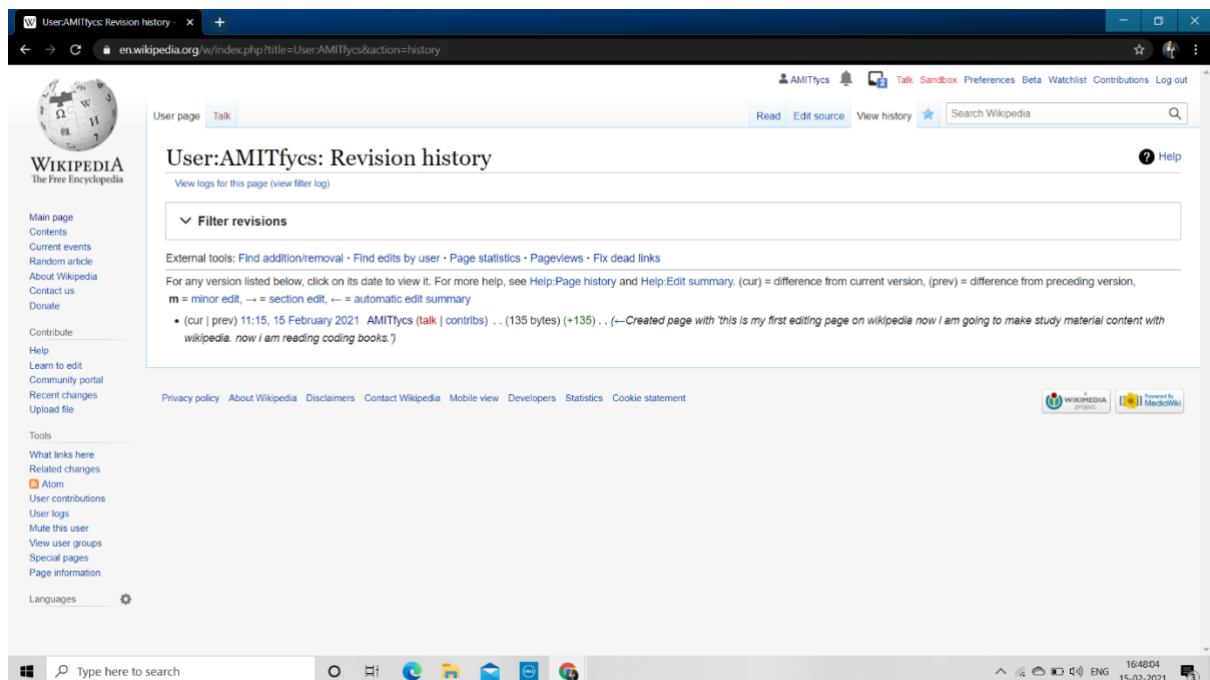 User:AMITfycs: Revision history -
en.wikipedia.org/w/index.php?title=User:AMITfycs&action=history
AMITfycs Talk Sandbox Preferences Beta Watchlist Contributions Log out
User page Talk Read Edit source View history Search Wikipedia
WIKIPEDIA
The Free Encyclopedia
User:AMITfycs: Revision history
Help
View logs for this page (view filter log)
Filter revisions
External tools: Find addition/removal · Find edits by user · Page statistics · Pageviews · Fix dead links
For any version listed below, click on its date to view it. For more help, see Help:Page history and Help:Edit summary. (cur) = difference from current version, (prev) = difference from preceding version,
m = minor edit, → = section edit, ← = automatic edit summary
• (cur | prev) 11:15, 15 February 2021 AMITfycs (talk | contribs) . . (135 bytes) (+135) . . (←Created page with 'this is my first editing page on wikipedia now i am going to make study material content with
wikipedia. now i am reading coding books.')
Main page
Contents
Current events
Random article
About Wikipedia
Contact us
Donate
Contribute
Help
Learn to edit
Community portal
Recent changes
Upload file
Tools
What links here
Related changes
Atom
User contributions
User logs
Mute this user
View user groups
Special pages
Page information
Languages
Privacy policy About Wikipedia Disclaimers Contact Wikipedia Mobile view Developers Statistics Cookie statement
A
WIKIMEDIA
project
Powered By
MediaWiki
Type here to search
ENG
16:48:04
15-02-2021